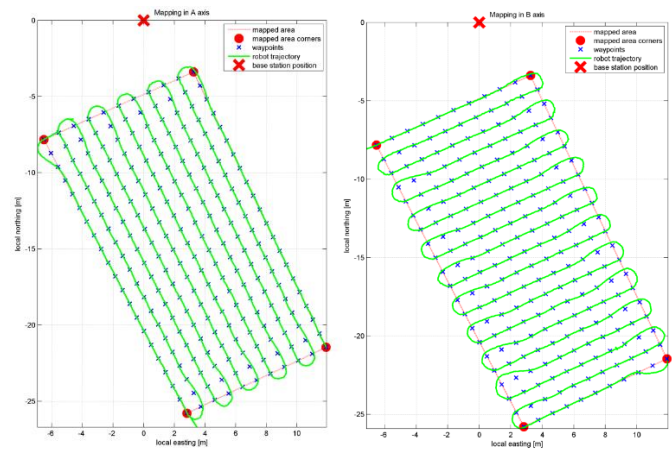 Mapping in A axis
mapped area
mapped area corners
waypoints
robot trajectory
base station position
0
-5
-10
-15
-20
-25
local northing [m]
-6
-4
-2
0
2
4
6
8
10
local easting [m]
Mapping in B axis
mapped area
mapped area corners
waypoints
robot trajectory
base station position
0
-5
-10
-15
-20
-25
local northing [m]
-6
-4
-2
0
2
4
6
8
10
local easting [m]